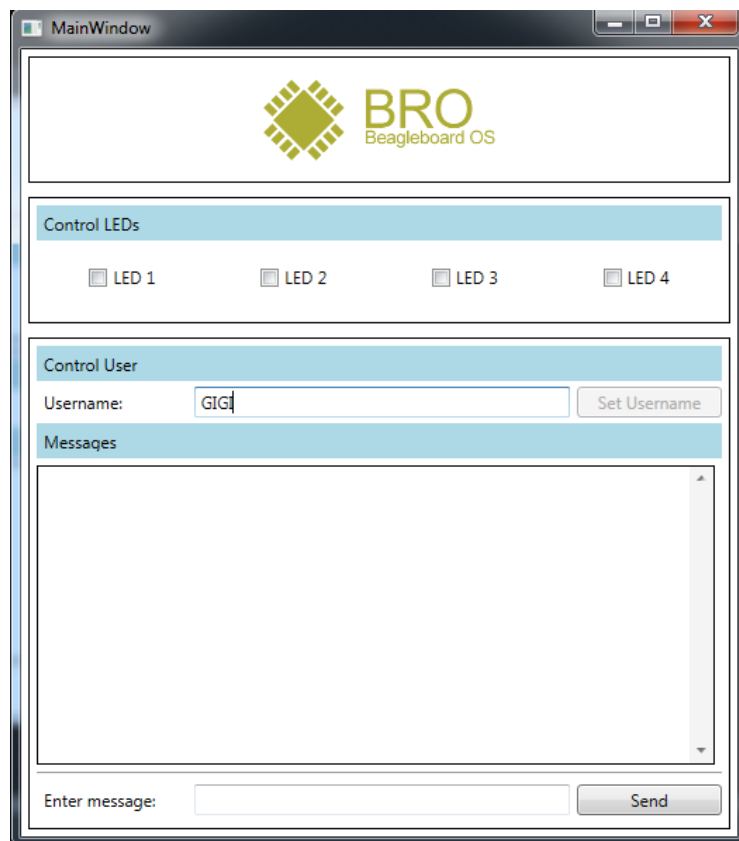 MainWindow
BRO
Beagleboard OS
Control LEDs
LED 1 LED 2 LED 3 LED 4
Control User
Username: GIGI Set Username
Messages
Enter message: Send